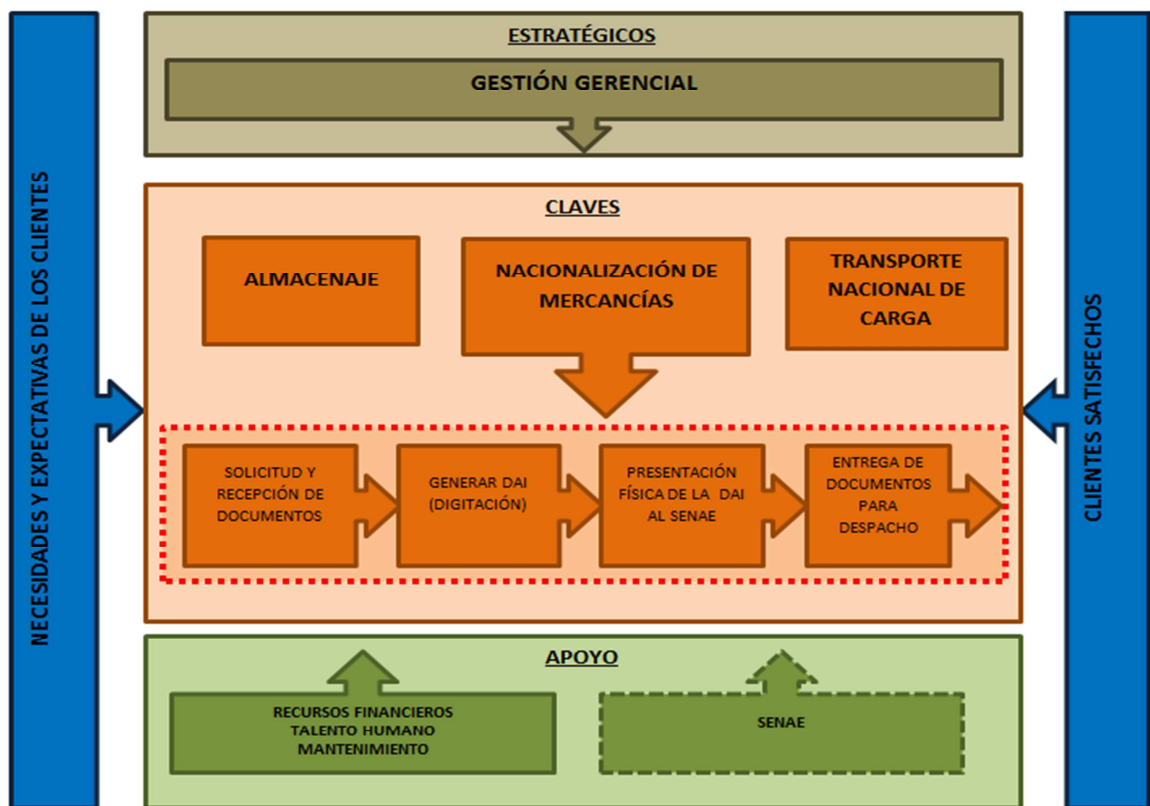 NECESIDADES Y EXPECTATIVAS DE LOS CLIENTES
ESTRATÉGICOS
GESTIÓN GERENCIAL
CLAVES
ALMACENAJE
NACIONALIZACIÓN DE
MERCANCÍAS
TRANSPORTE
NACIONAL DE
CARGA
SOLICITUD Y
RECEPCIÓN DE
DOCUMENTOS
GENERAR DAI
(DIGITACIÓN)
PRESENTACIÓN
FÍSICA DE LA DAI
AL SENAE
ENTREGA DE
DOCUMENTOS
PARA
DESPACHO
APOYO
RECURSOS FINANCIEROS
TALENTO HUMANO
MANTENIMIENTO
SENAE
CLIENTES SATISFECHOS